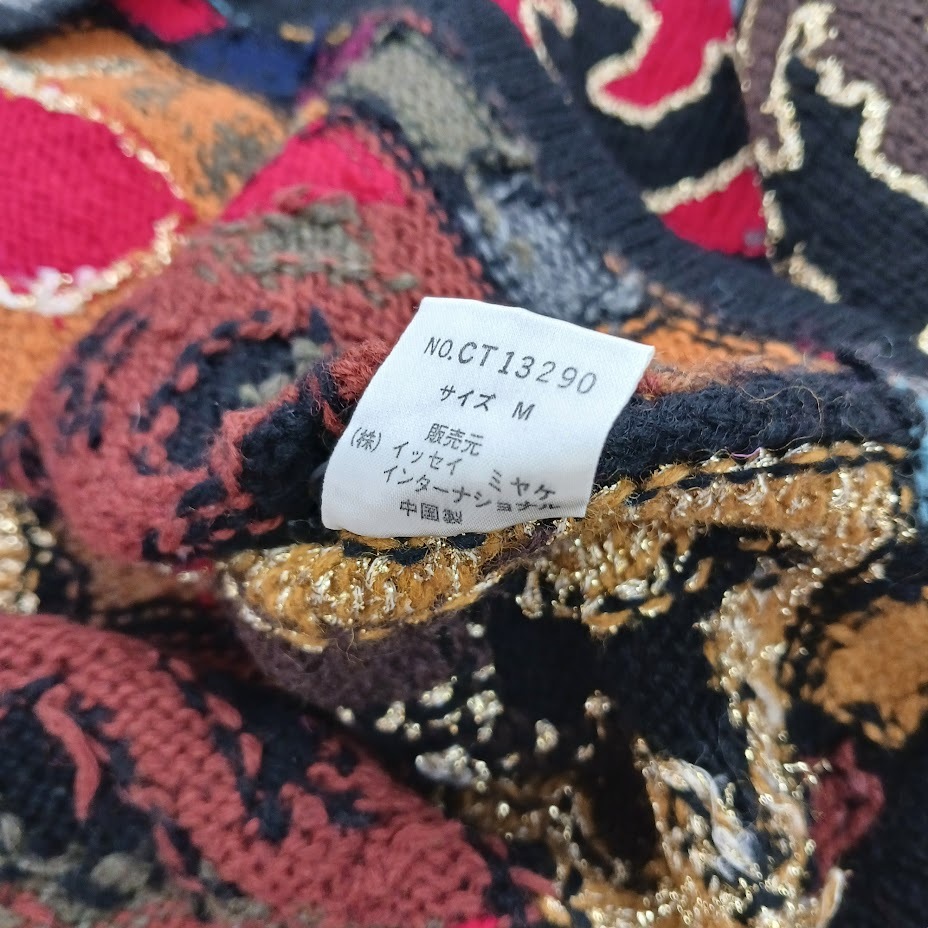 NO.CT13290
サイズ M
販売元
(株) イッセイ ミヤケ
インターナショナル
中国製